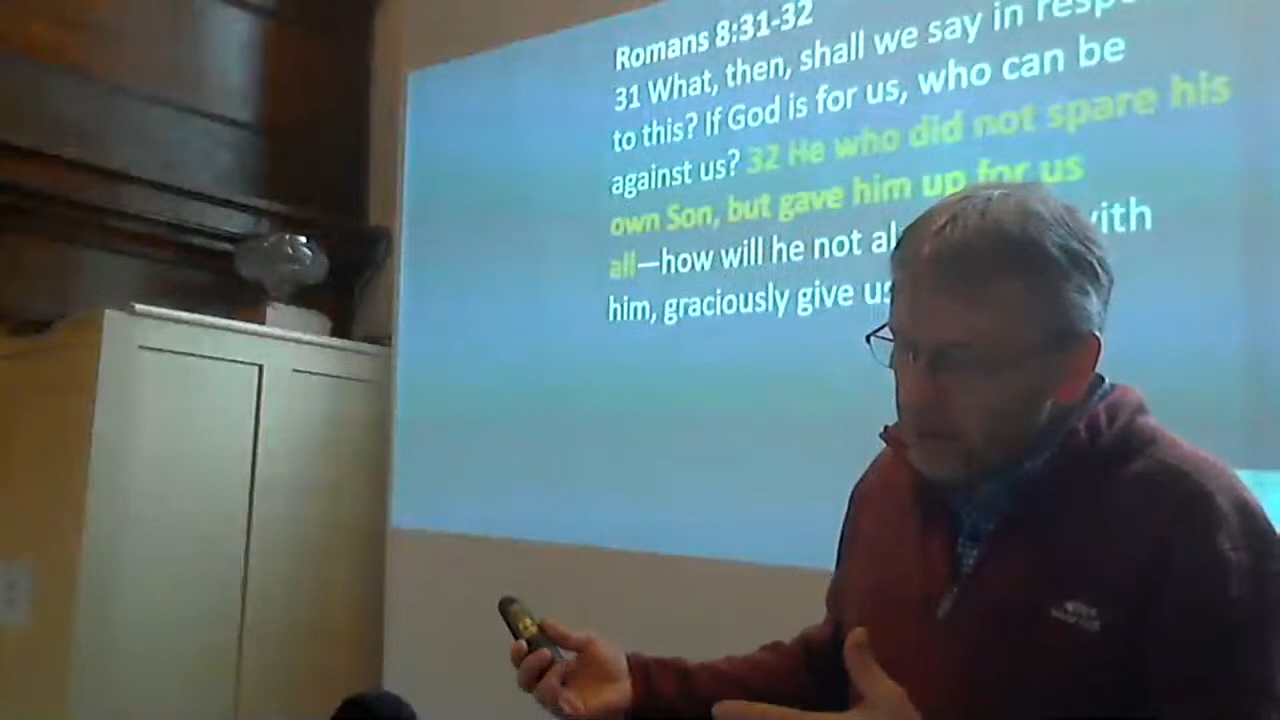 Romans 8:31-32
31 What, then, shall we say in
to this? If God is for us, who can be
against us? 32 He who did not spare his
own Son, but gave him up for us
all—how will he not
him, graciously give us